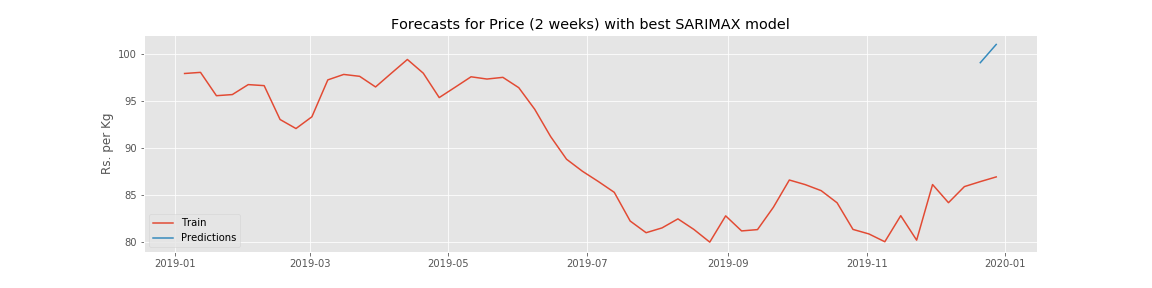 Forecasts for Price (2 weeks) with best SARIMAX model
Rs. per Kg
100
95
90
85
80
Train
Predictions
2019-01 2019-03 2019-05 2019-07 2019-09 2019-11 2020-01